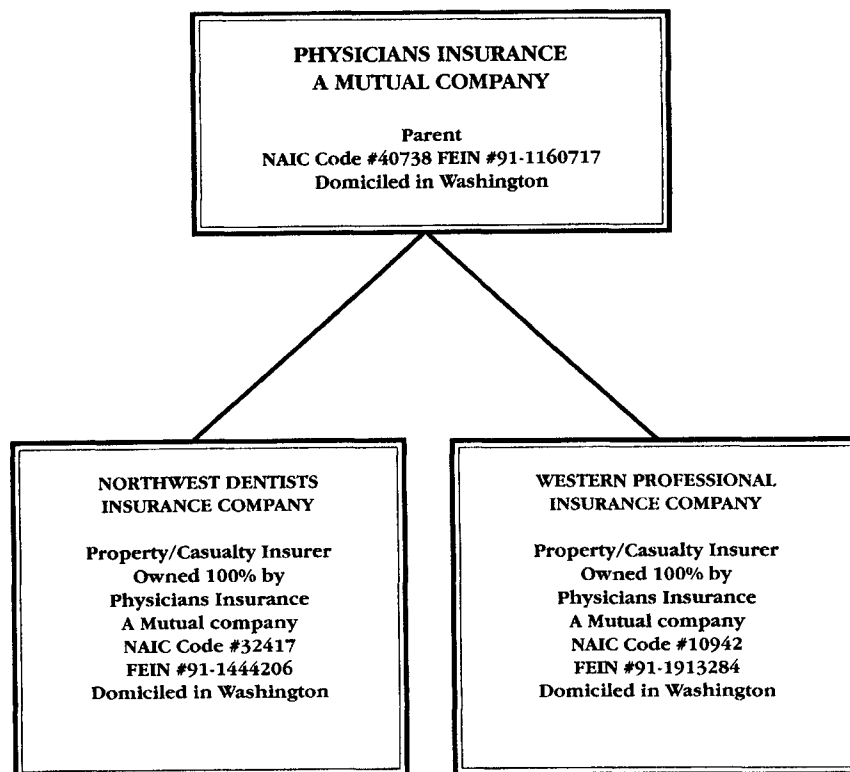 PHYSICIANS INSURANCE
A MUTUAL COMPANY
Parent
NAIC Code #40738 FEIN #91-1160717
Domiciled in Washington
NORTHWEST DENTISTS
INSURANCE COMPANY
Property/Casualty Insurer
Owned 100% by
Physicians Insurance
A Mutual company
NAIC Code #32417
FEIN #91-1444206
Domiciled in Washington
WESTERN PROFESSIONAL
INSURANCE COMPANY
Property/Casualty Insurer
Owned 100% by
Physicians Insurance
A Mutual company
NAIC Code #10942
FEIN #91-1913284
Domiciled in Washington